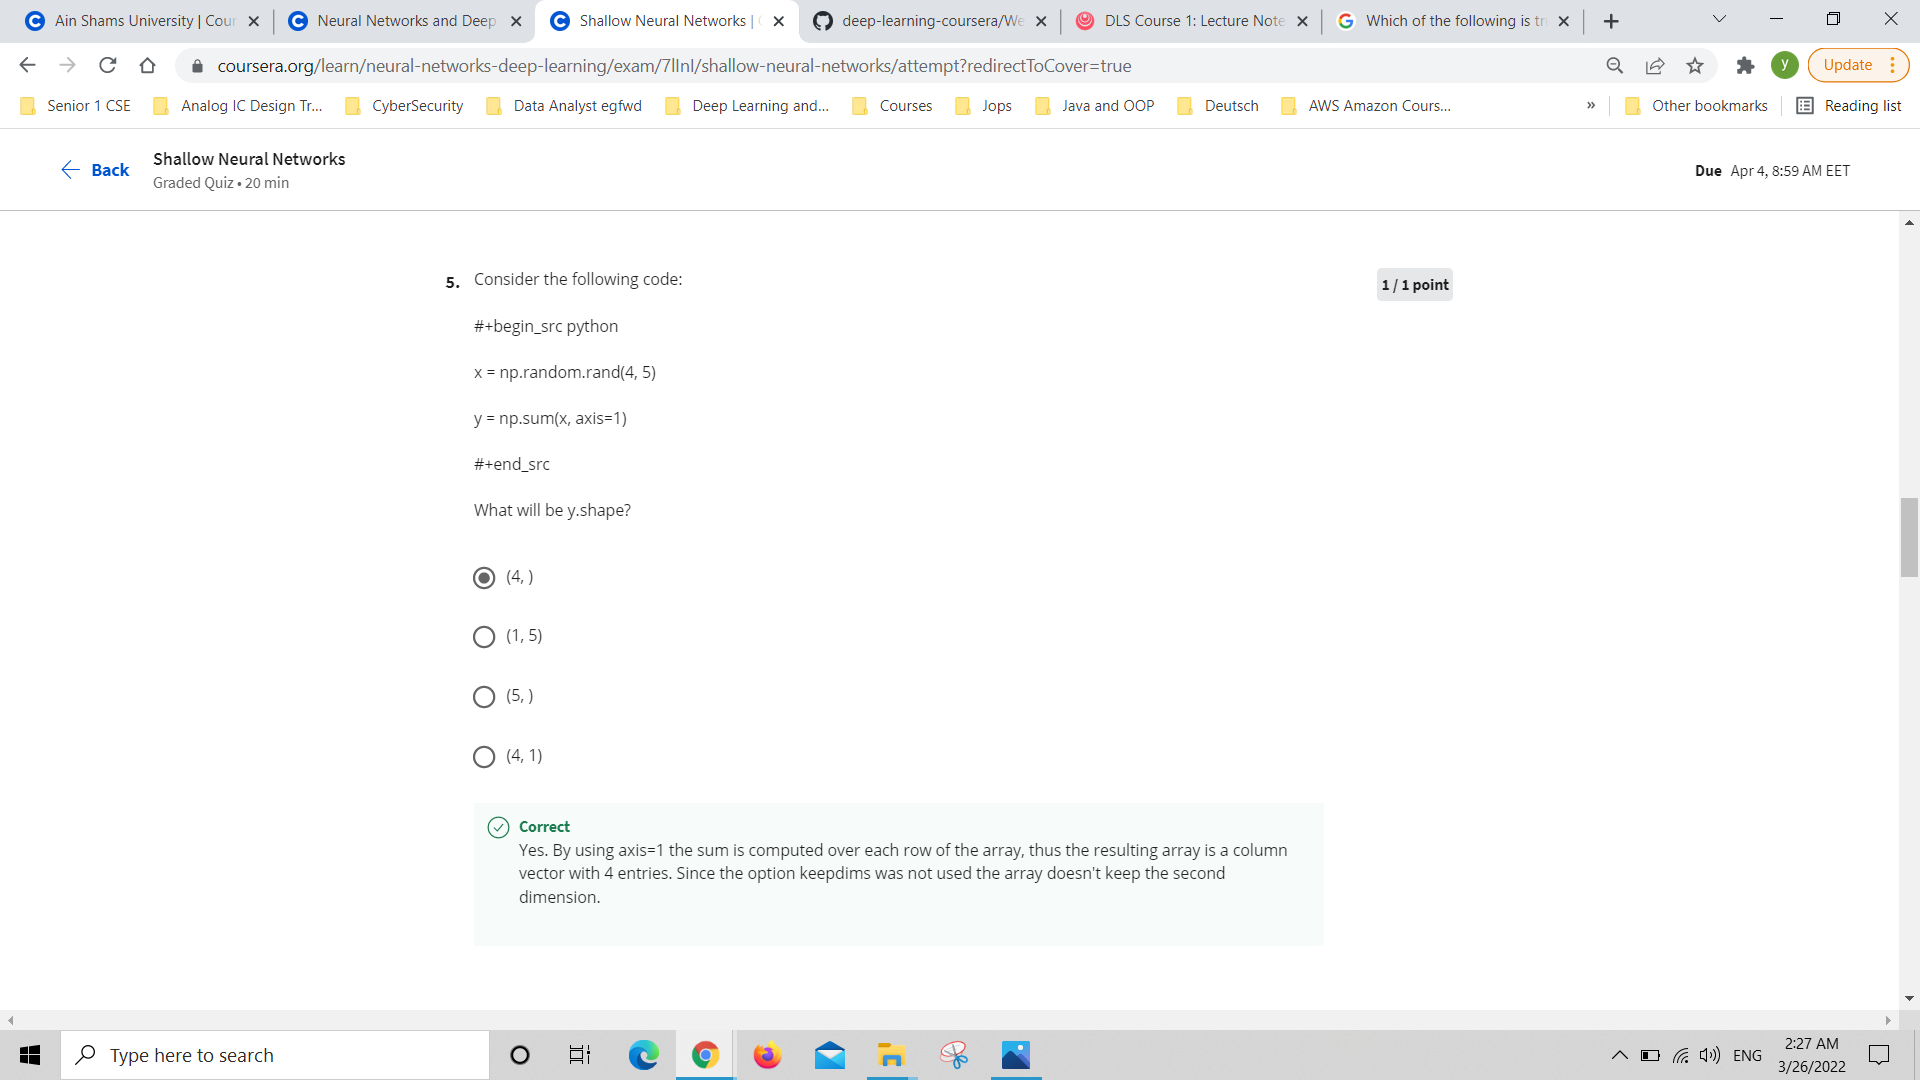 Ain Shams University | Cour
Neural Networks and Deep
Shallow Neural Networks |
deep-learning-coursera/We
DLS Course 1: Lecture Note
Which of the following is tr
coursera.org/learn/neural-networks-deep-learning/exam/7lInI/shallow-neural-networks/attempt?redirectToCover=true
y
Update
Senior 1 CSE
Analog IC Design Tr...
CyberSecurity
Data Analyst egfwd
Deep Learning and...
Courses
Jops
Java and OOP
Deutsch
AWS Amazon Cours...
»
Other bookmarks
Reading list
Back
Shallow Neural Networks
Graded Quiz • 20 min
Due Apr 4, 8:59 AM EET
5. Consider the following code:
1 / 1 point
#+begin_src python
x = np.random.rand(4, 5)
y = np.sum(x, axis=1)
#+end_src
What will be y.shape?
(4, )
(1, 5)
(5, )
(4, 1)
Correct
Yes. By using axis=1 the sum is computed over each row of the array, thus the resulting array is a column
vector with 4 entries. Since the option keepdims was not used the array doesn't keep the second
dimension.
Type here to search
ENG
2:27 AM
3/26/2022